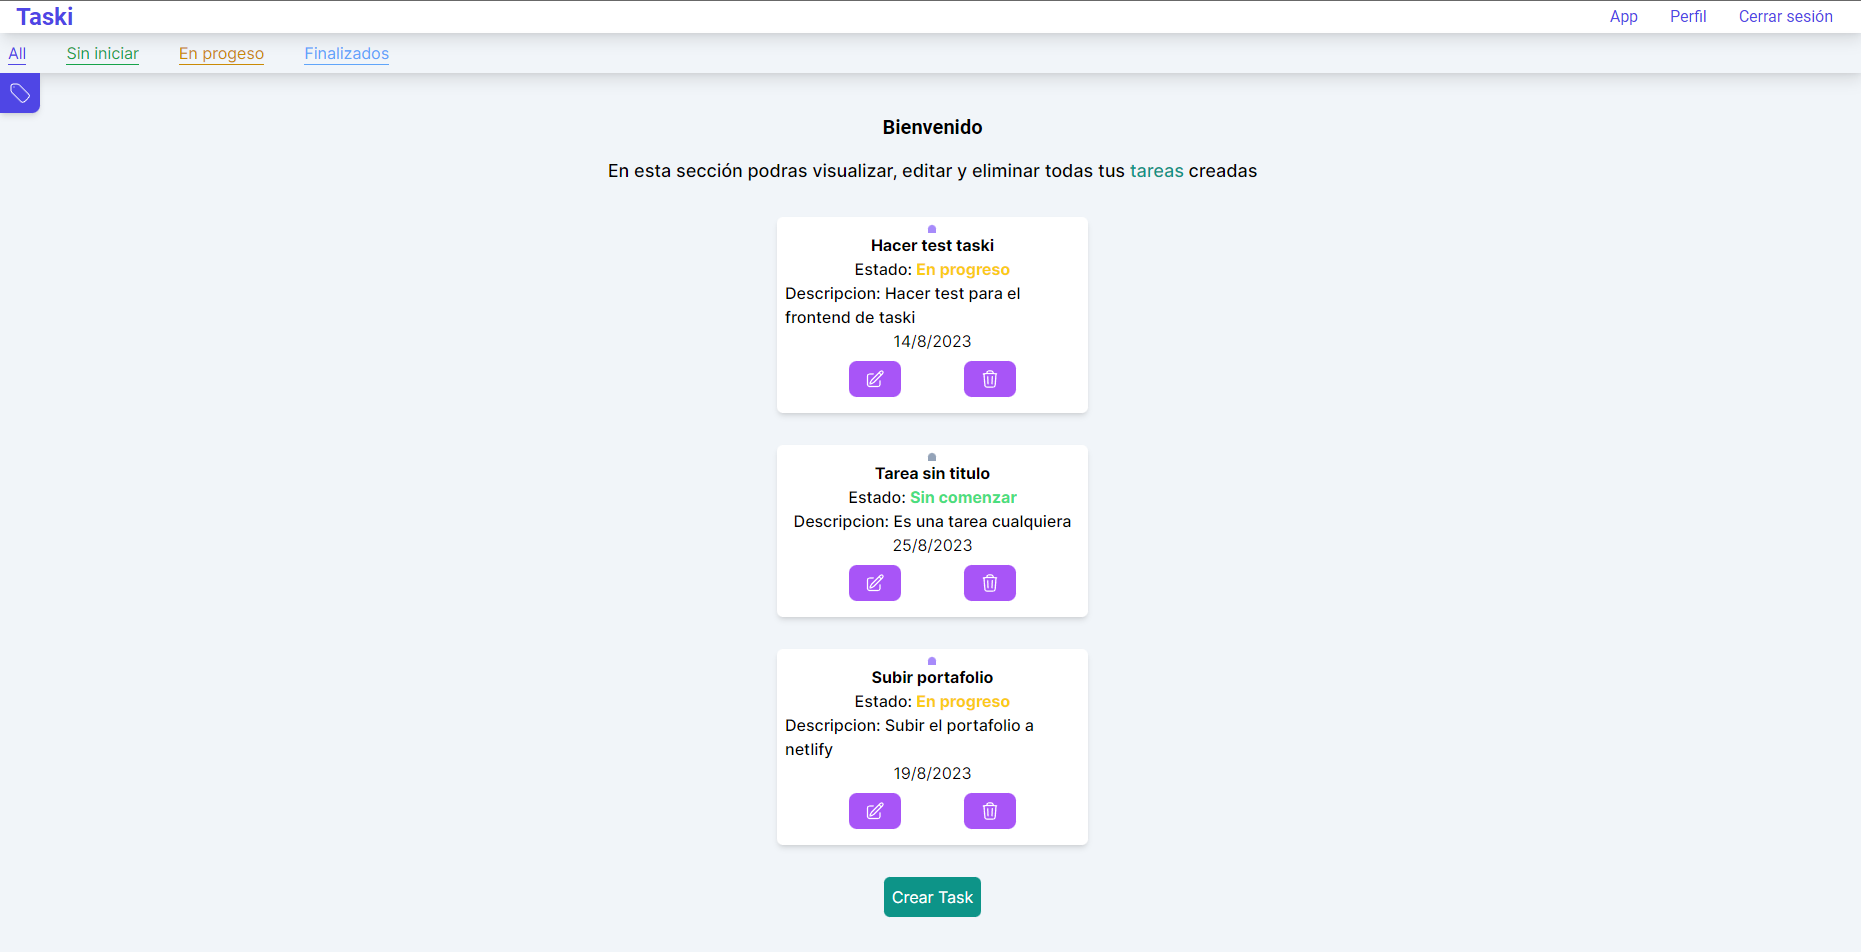 Taski
App Perfil Cerrar sesión
All Sin iniciar En progeso Finalizados
Bienvenido
En esta sección podras visualizar, editar y eliminar todas tus tareas creadas
Hacer test taski
Estado: En progreso
Descripcion: Hacer test para el
frontend de taski
14/8/2023
Tarea sin titulo
Estado: Sin comenzar
Descripcion: Es una tarea cualquiera
25/8/2023
Subir portafolio
Estado: En progreso
Descripcion: Subir el portafolio a
netlify
19/8/2023
Crear Task